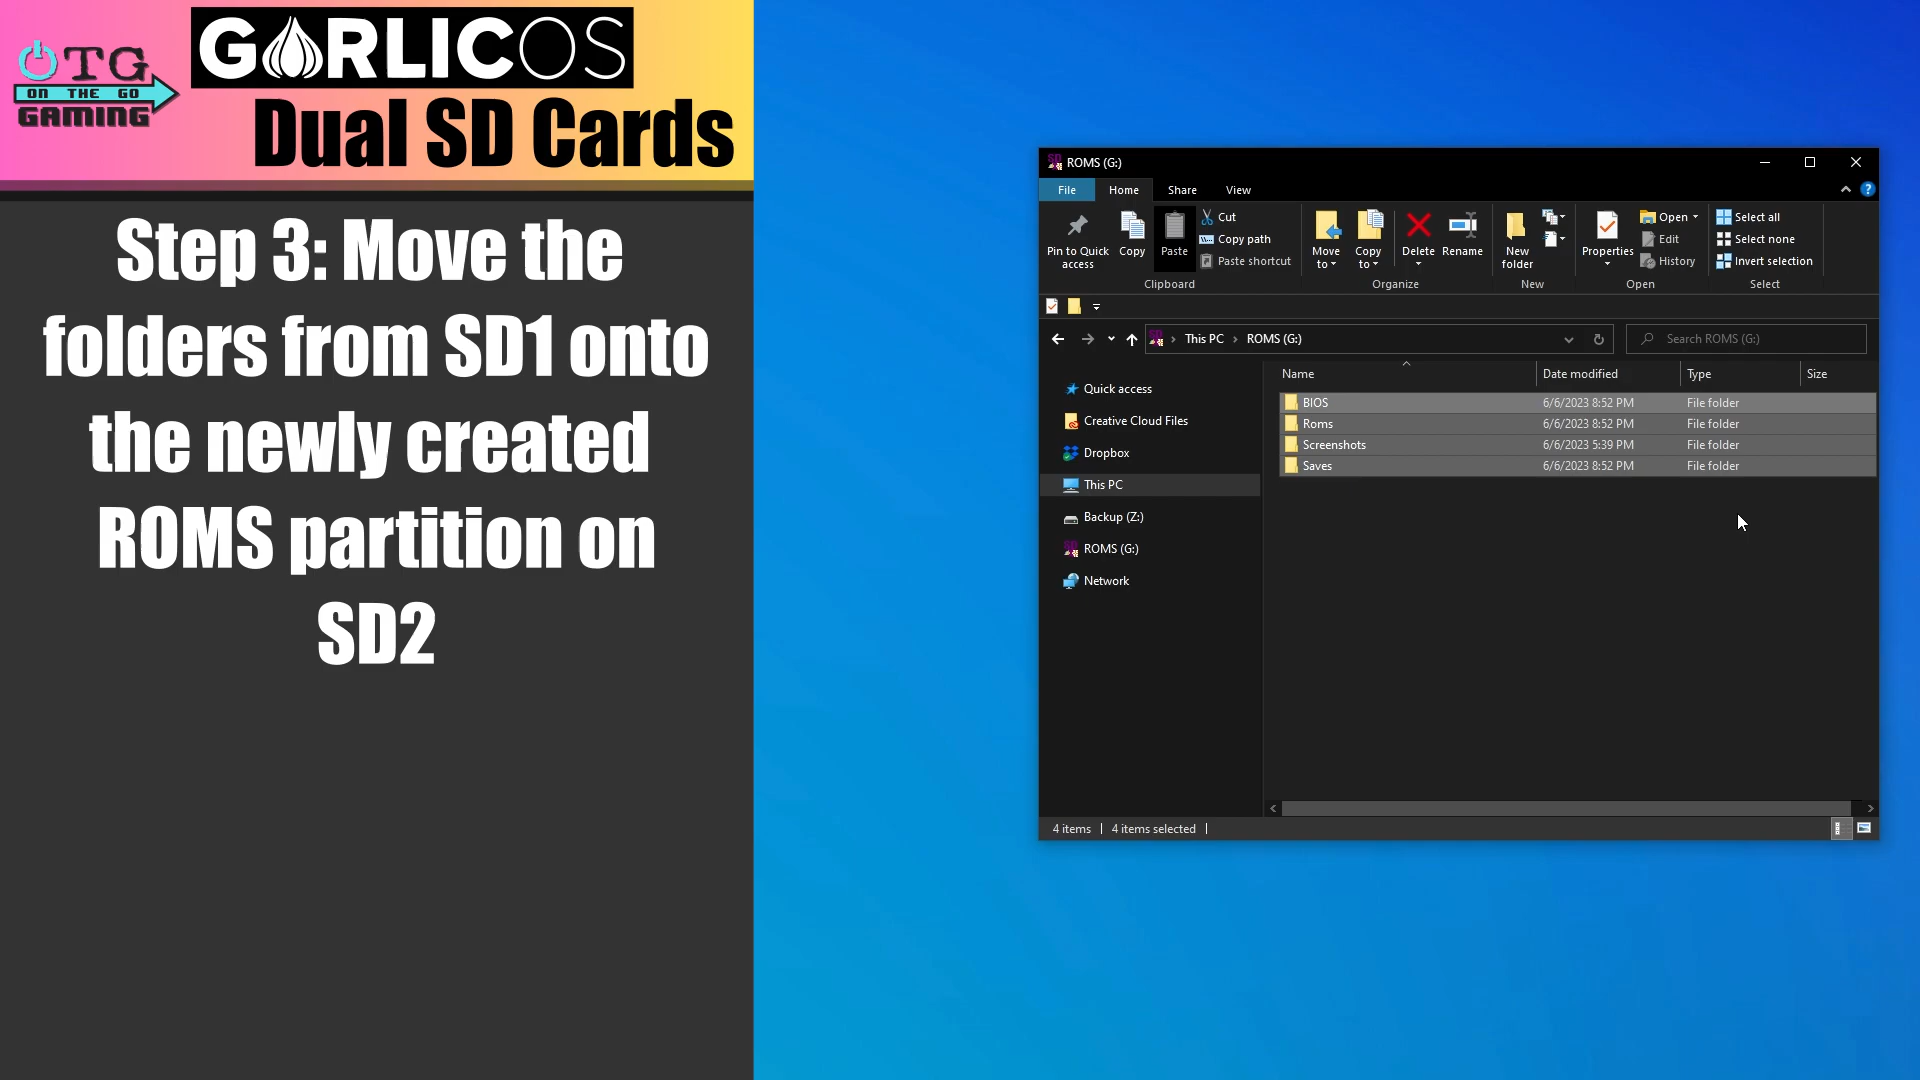 OTG
ON THE GO
GAMING
GARLICOS
Dual SD Cards
Step 3: Move the
folders from SD1 onto
the newly created
ROMS partition on
SD2
ROMS (G:)
File Home Share View
Pin to Quick
access
Copy
Paste
Cut
Copy path
Paste shortcut
Clipboard
Move
to
Copy
to
Delete
Rename
Organize
New
folder
New
Properties
Open
Edit
History
Open
Select all
Select none
Invert selection
Select
This PC > ROMS (G:)
Search ROMS (G:)
Quick access
Creative Cloud Files
Dropbox
This PC
Backup (Z:)
ROMS (G:)
Network
Name Date modified Type Size
BIOS 6/6/2023 8:52 PM File folder
Roms 6/6/2023 8:52 PM File folder
Screenshots 6/6/2023 5:39 PM File folder
Saves 6/6/2023 8:52 PM File folder
4 items 4 items selected